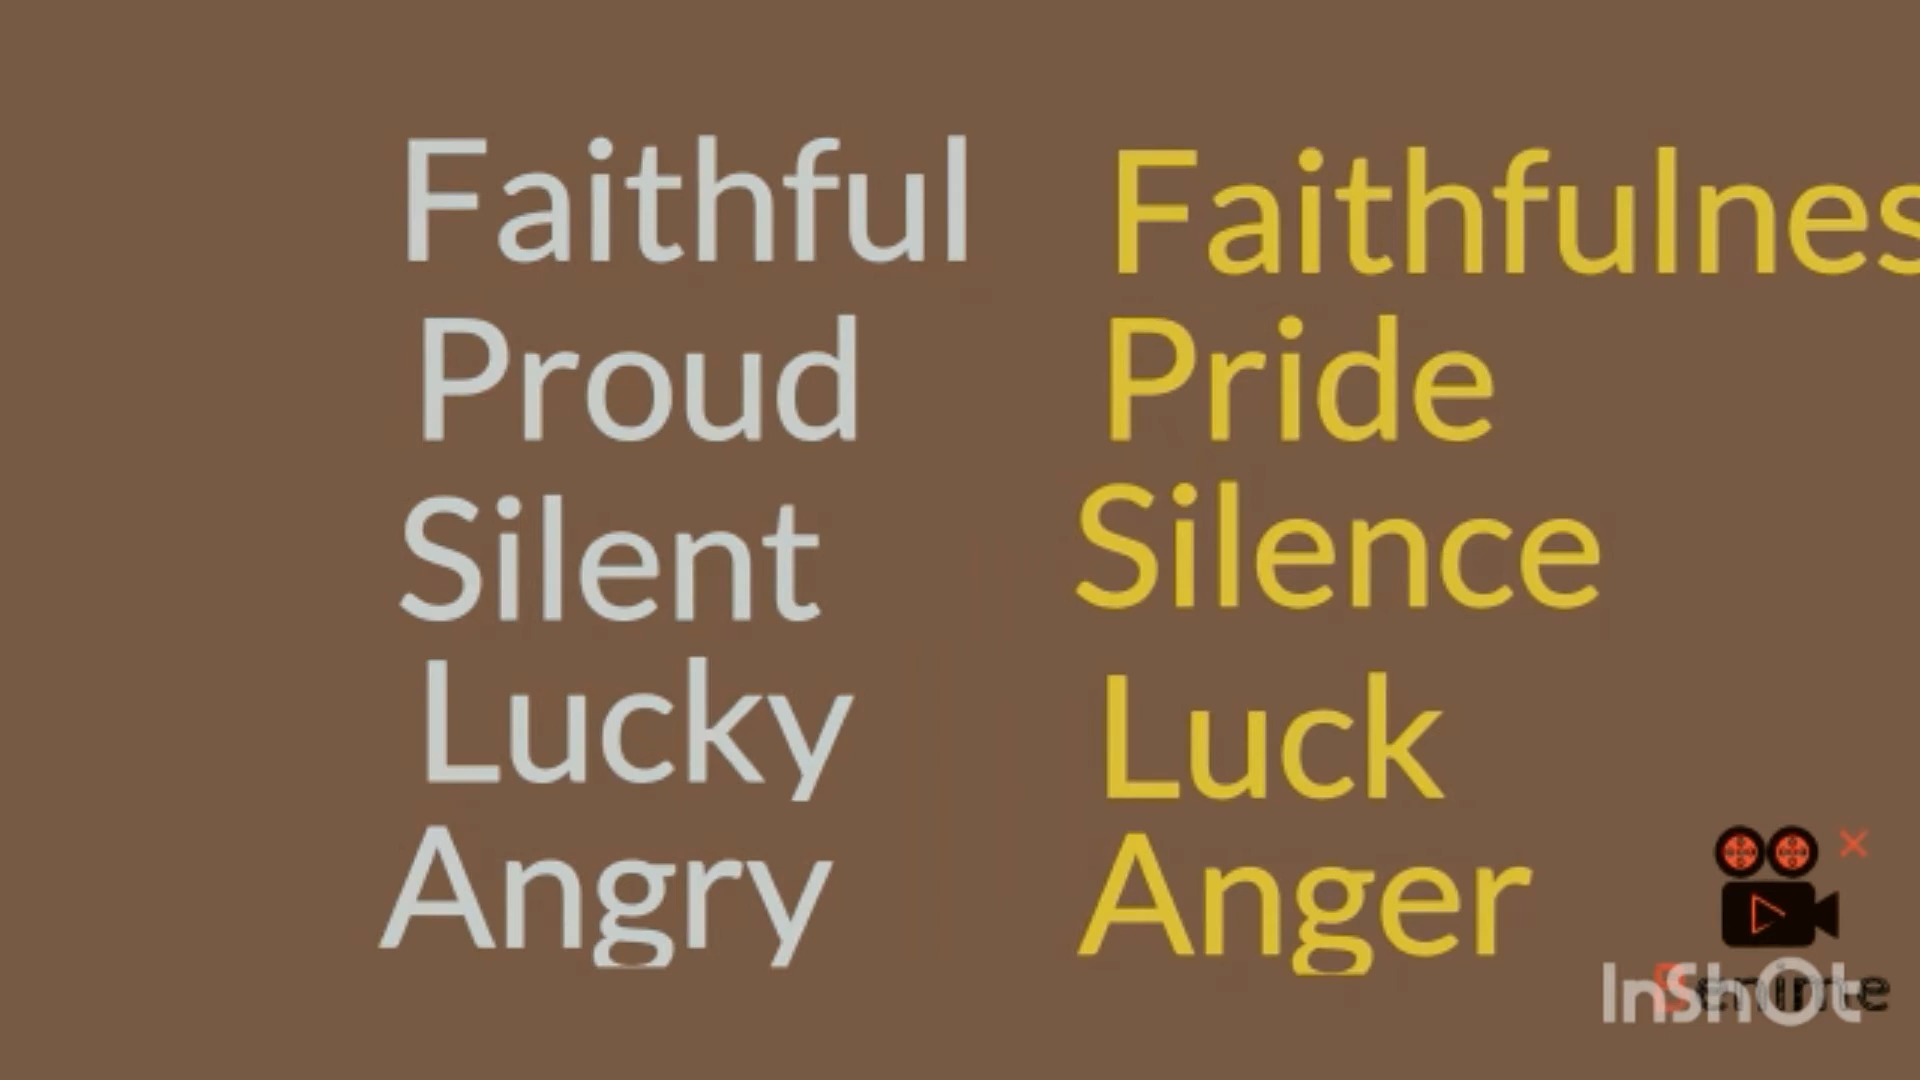 Faithful Faithfulnes
Proud Pride
Silent Silence
Lucky Luck
Angry Anger
InShOt